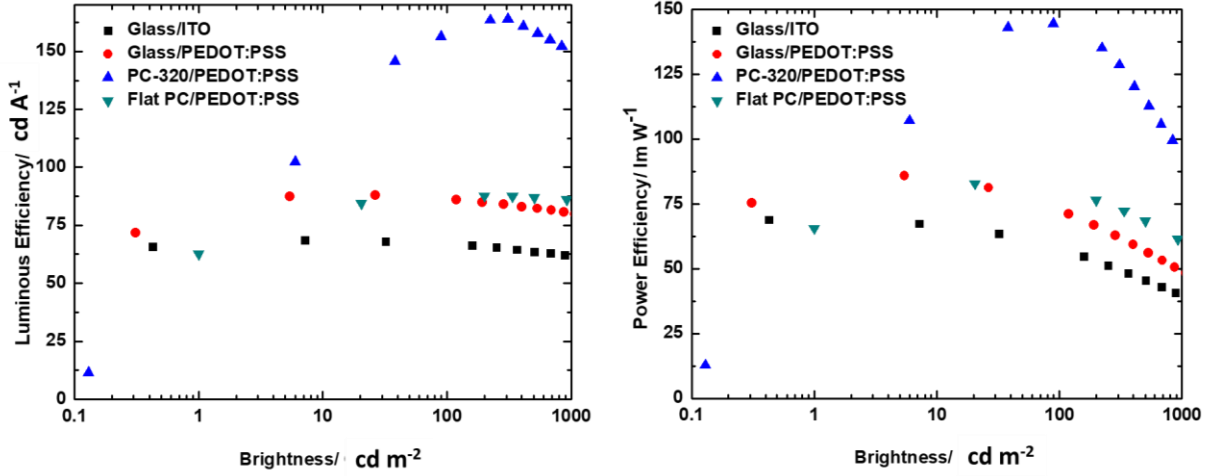 Luminous Efficiency/ cd A-1
Glass/ITO
Glass/PEDOT:PSS
PC-320/PEDOT:PSS
Flat PC/PEDOT:PSS
150
125
100
75
50
25
0
0.1 1 10 100 1000
Brightness/ cd m-2
Power Efficiency/ lm W-1
Glass/ITO
Glass/PEDOT:PSS
PC-320/PEDOT:PSS
Flat PC/PEDOT:PSS
150
125
100
75
50
25
0
0.1 1 10 100 1000
Brightness/ cd m-2